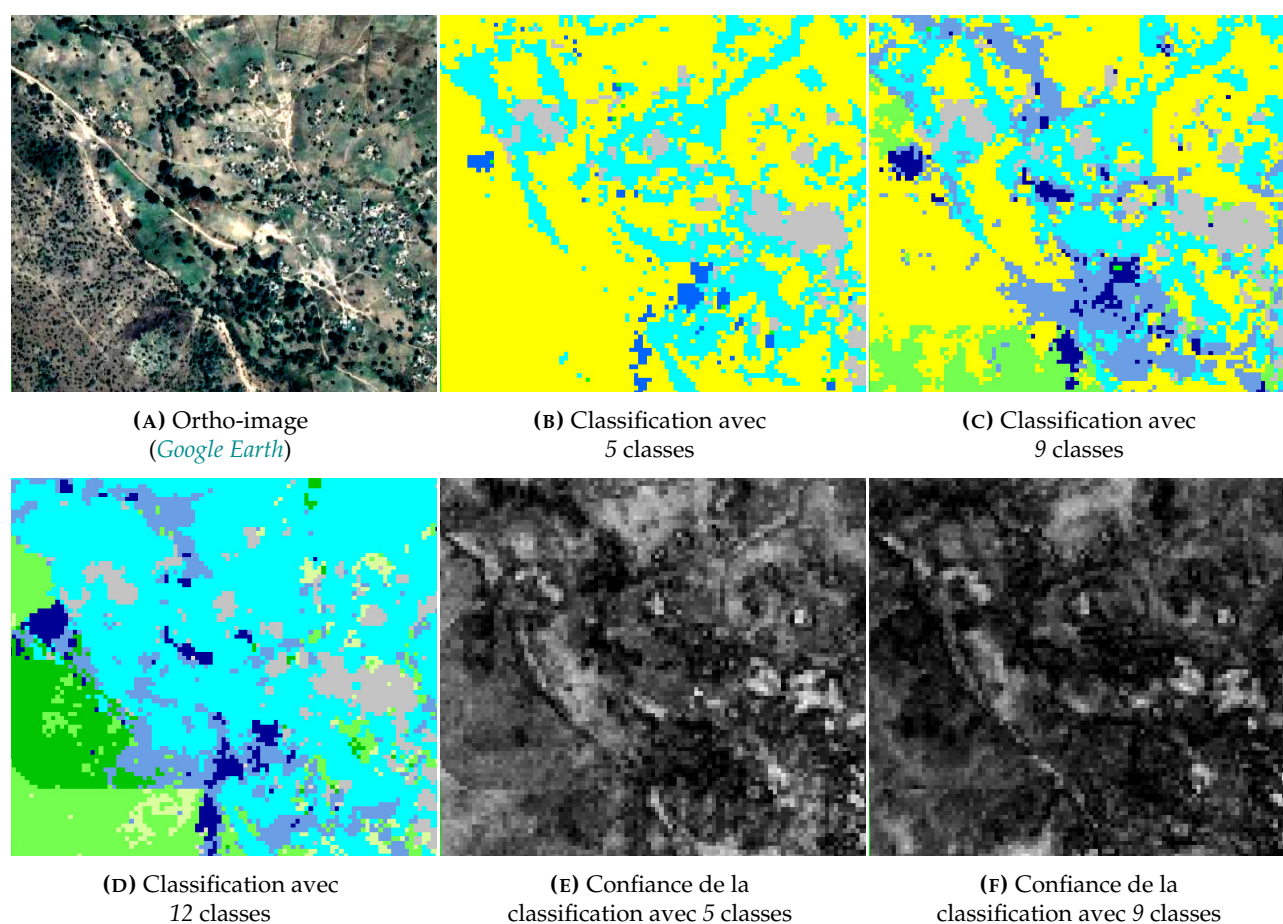 (A) Ortho-image
(Google Earth)
(B) Classification avec
5 classes
(C) Classification avec
9 classes
(D) Classification avec
12 classes
(E) Confiance de la
classification avec 5 classes
(F) Confiance de la
classification avec 9 classes